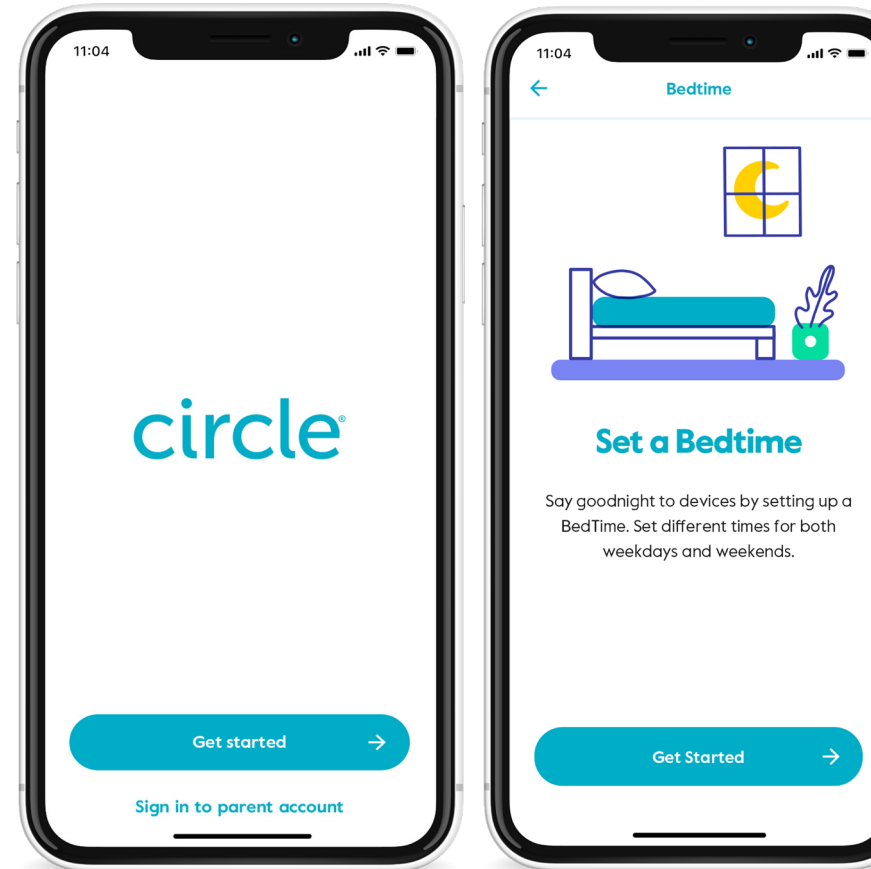 11:04
circle®
Get started
Sign in to parent account
11:04
Bedtime
Set a Bedtime
Say goodnight to devices by setting up a
BedTime. Set different times for both
weekdays and weekends.
Get Started